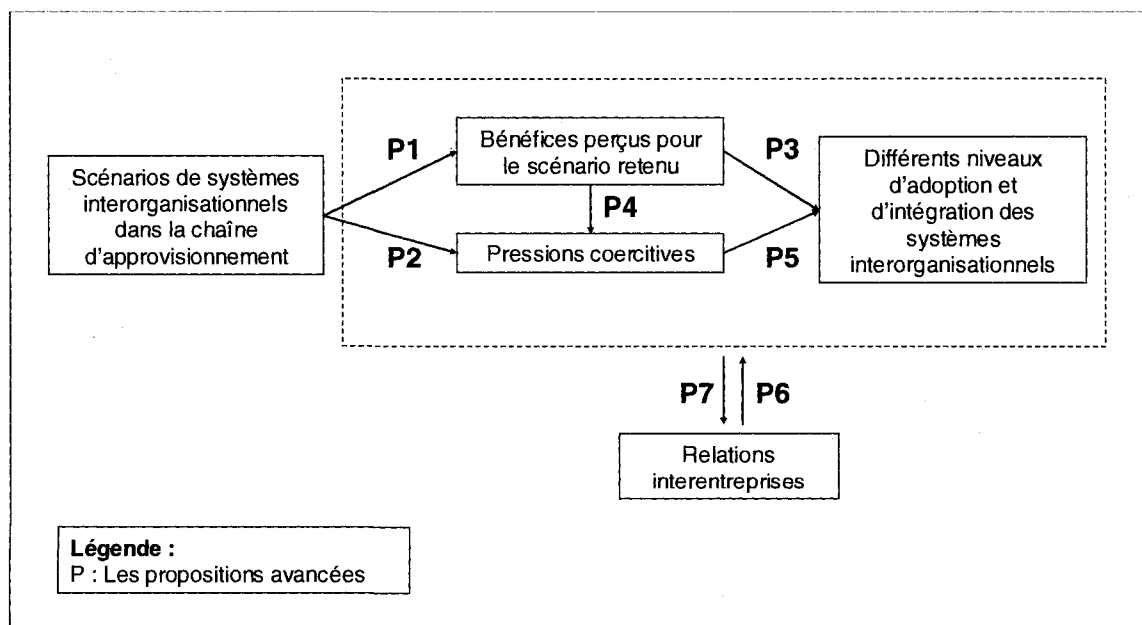 P1
Bénéfices perçus pour
le scénario retenu
P3
Scénarios de systèmes
interorganisationnels
dans la chaîne
d'approvisionnement
P4
Différents niveaux
d'adoption et
d'intégration des
systèmes
interorganisationnels
P2
Pressions coercitives
P5
P7
P6
Relations
interentreprises
Légende :
P : Les propositions avancées